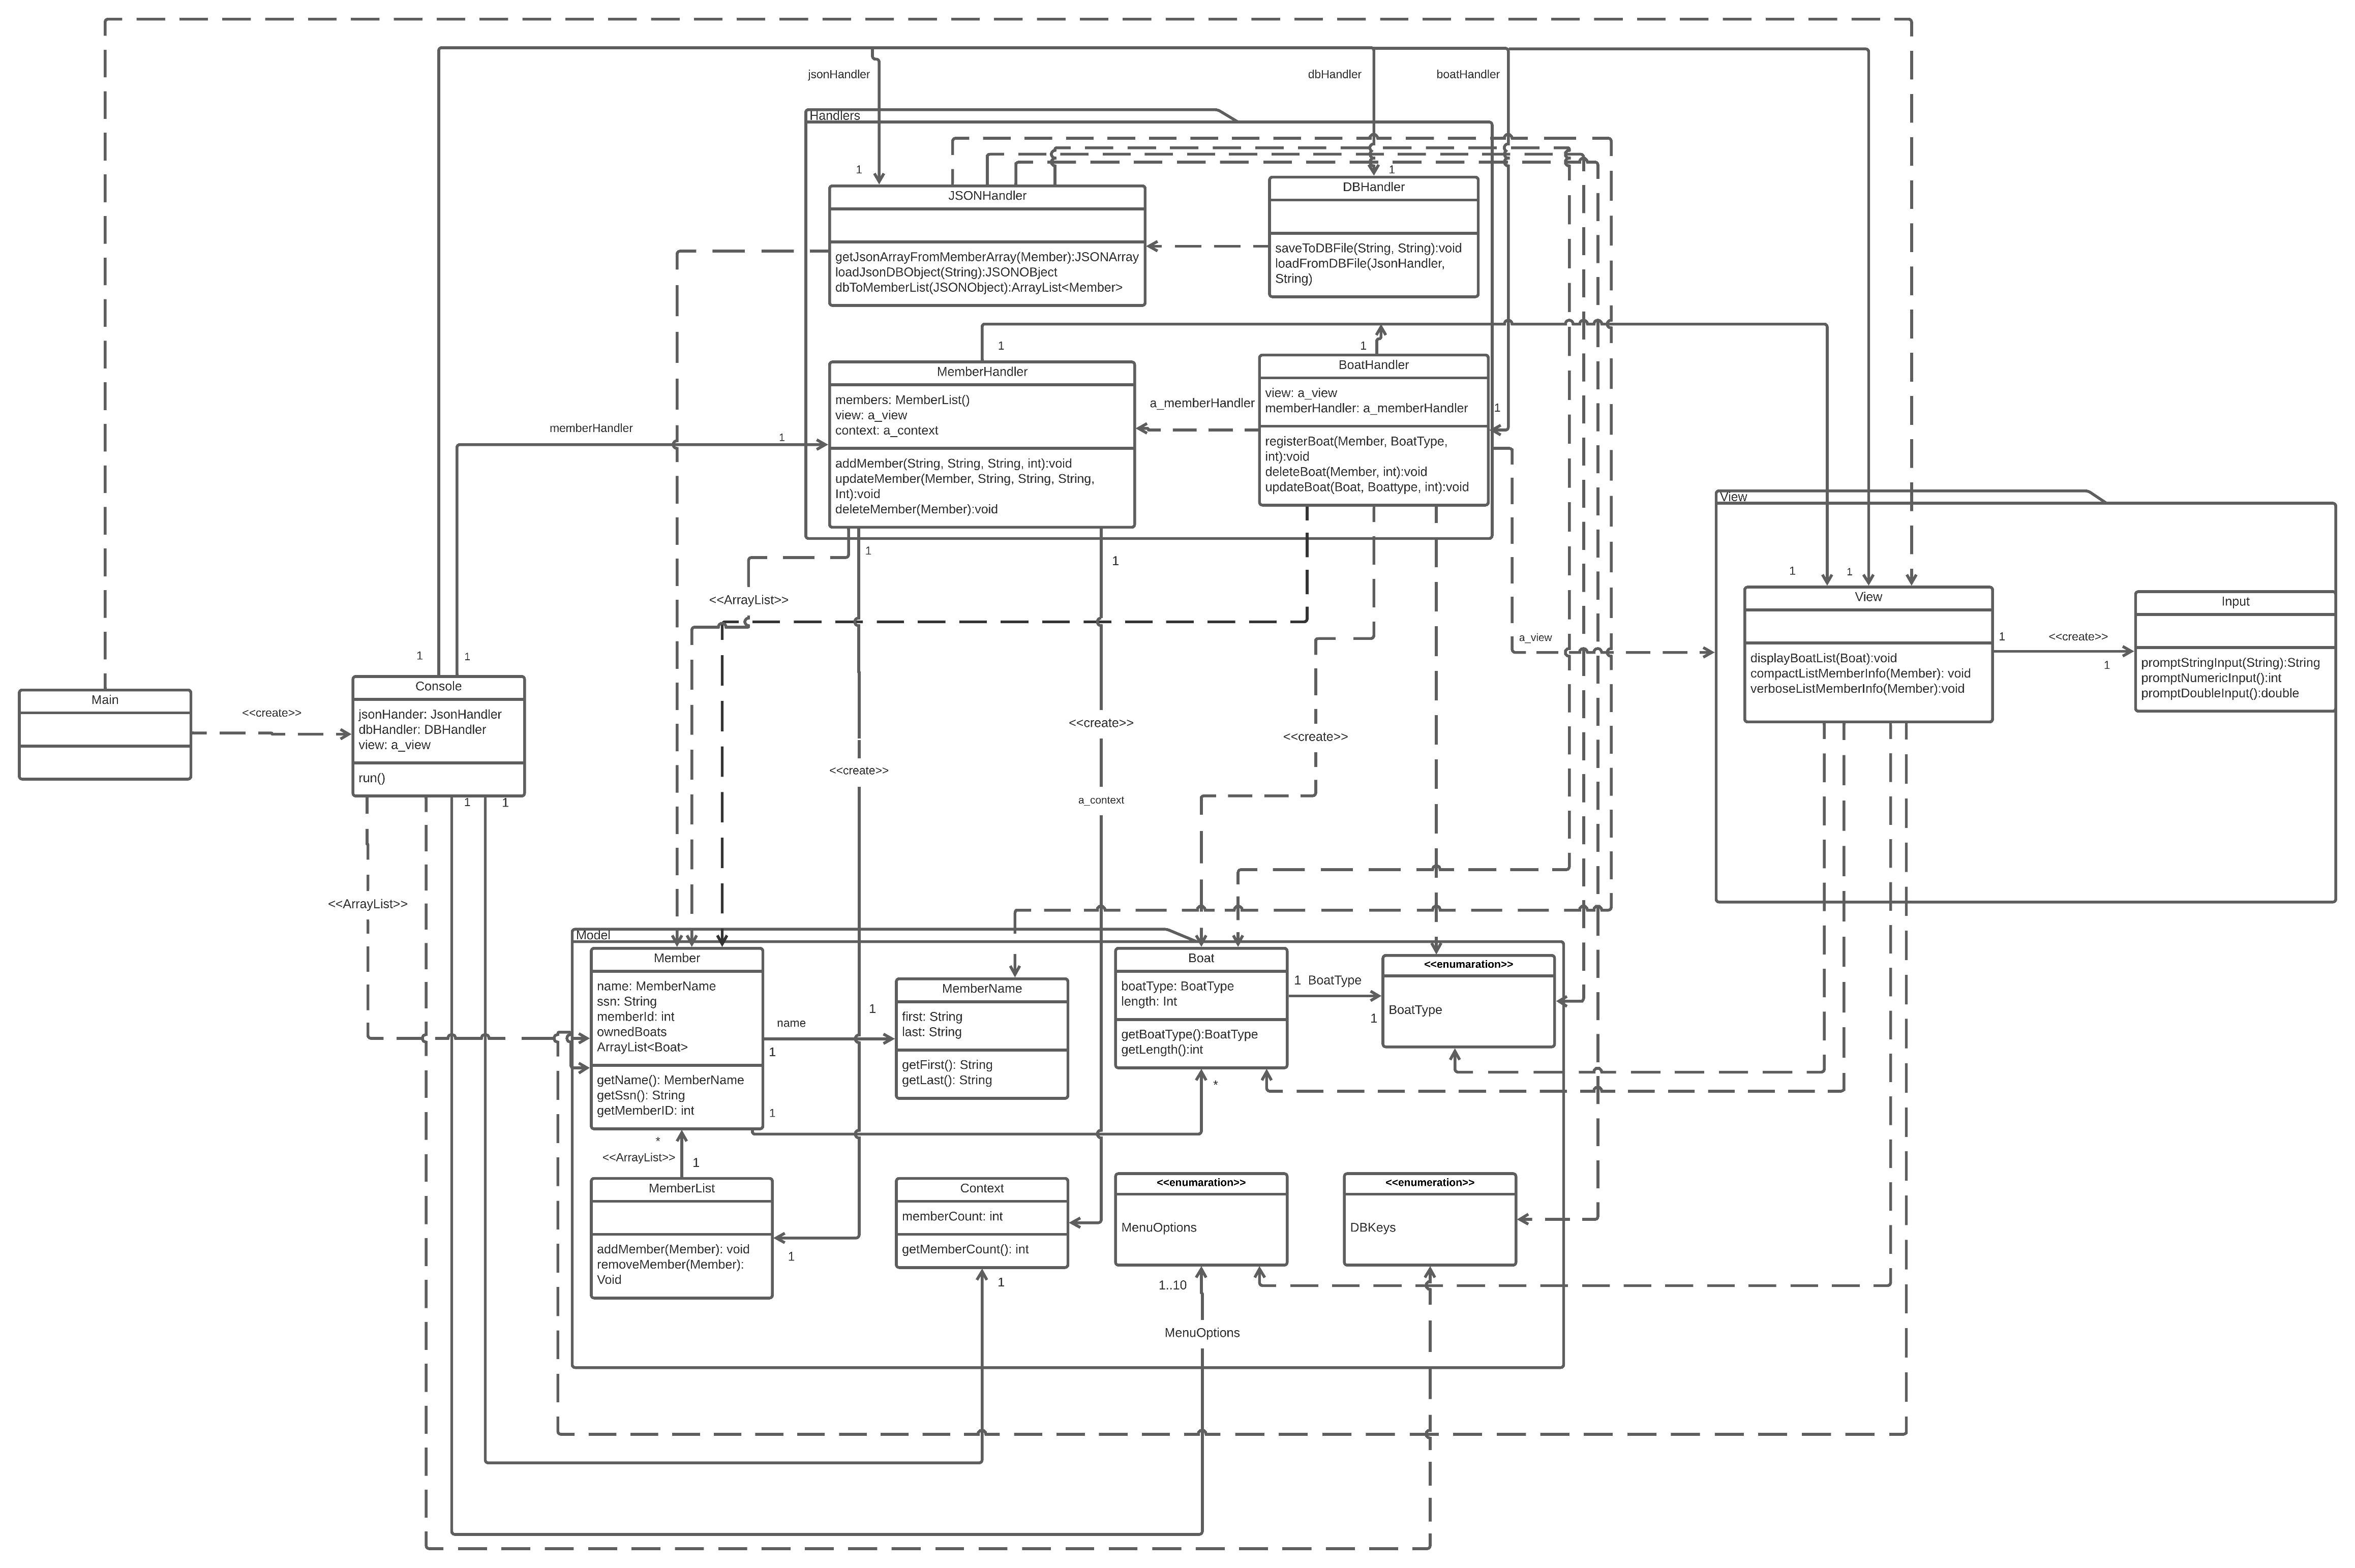 jsonHandler
dbHandler
boatHandler
Handlers
1
1
JSONHandler
getJsonArrayFromMemberArray(Member):JSONArray
loadJsonDBObject(String):JSONOBject
dbToMemberList(JSONObject):ArrayList<Member>
DBHandler
saveToDBFile(String, String):void
loadFromDBFile(JsonHandler,
String)
1
1
MemberHandler
members: MemberList()
view: a_view
context: a_context
addMember(String, String, String, int):void
updateMember(Member, String, String, String,
Int):void
deleteMember(Member):void
a_memberHandler
BoatHandler
view: a_view
memberHandler: a_memberHandler
registerBoat(Member, BoatType,
int):void
deleteBoat(Member, int):void
updateBoat(Boat, Boattype, int):void
1
memberHandler
1
View
1
1
1
1
<<ArrayList>>
View
displayBoatList(Boat):void
compactListMemberInfo(Member): void
verboseListMemberInfo(Member):void
1
<<create>>
1
Input
promptStringInput(String):String
promptNumericInput():int
promptDoubleInput():double
a_view
1
1
Main
<<create>>
Console
jsonHander: JsonHandler
dbHandler: DBHandler
view: a_view
run()
1
1
<<create>>
<<create>>
<<create>>
a_context
<<ArrayList>>
Model
Member
name: MemberName
ssn: String
memberId: int
ownedBoats
ArrayList<Boat>
getName(): MemberName
getSsn(): String
getMemberID: int
name
1
1
1
MemberName
first: String
last: String
getFirst(): String
getLast(): String
Boat
boatType: BoatType
length: Int
getBoatType():BoatType
getLength():int
1 BoatType
1
<<enumaration>>
BoatType
*
*
<<ArrayList>>
1
MemberList
addMember(Member): void
removeMember(Member):
Void
1
Context
memberCount: int
getMemberCount(): int
1
<<enumaration>>
MenuOptions
<<enumeration>>
DBKeys
1..10
MenuOptions